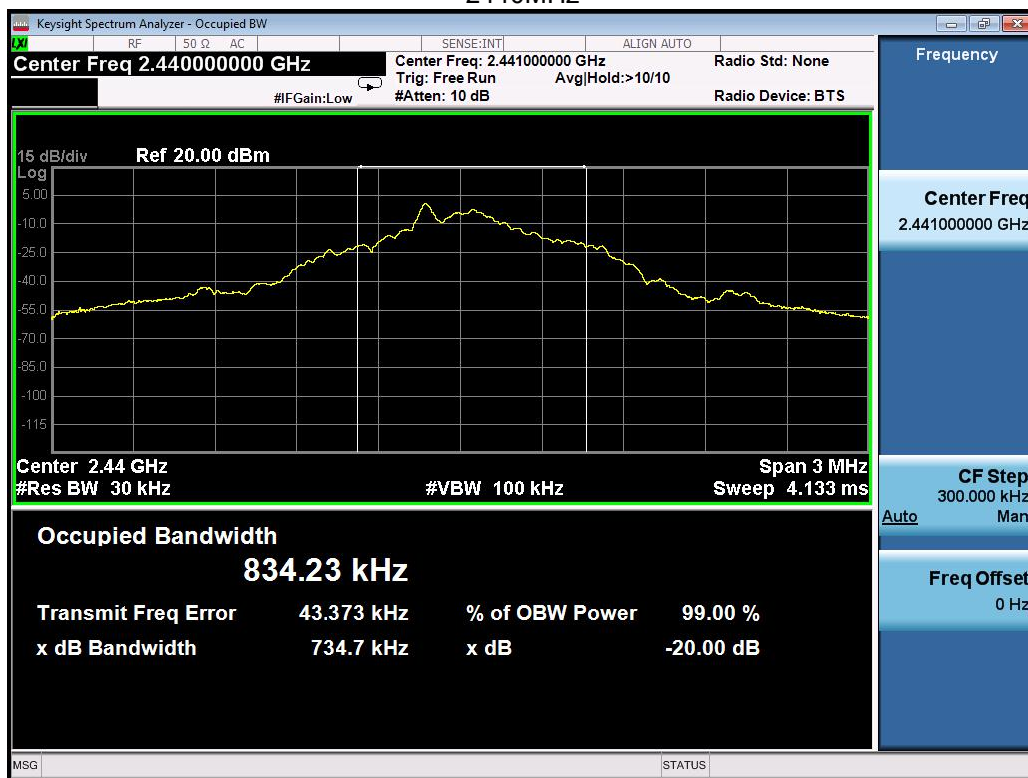 2440MHz
Keysight Spectrum Analyzer - Occupied BW
LXI RF 50 Ω AC SENSE:INT ALIGN AUTO
Center Freq 2.440000000 GHz
Center Freq: 2.441000000 GHz Radio Std: None
Trig: Free Run Avg|Hold:>10/10
#IFGain:Low #Atten: 10 dB Radio Device: BTS
15 dB/div Ref 20.00 dBm
Log
5.00
-10.0
-25.0
-40.0
-55.0
-70.0
-85.0
-100
-115
Center 2.44 GHz Span 3 MHz
#Res BW 30 kHz #VBW 100 kHz Sweep 4.133 ms
Occupied Bandwidth
834.23 kHz
Transmit Freq Error 43.373 kHz % of OBW Power 99.00 %
x dB Bandwidth 734.7 kHz x dB -20.00 dB
MSG STATUS
Frequency
Center Freq
2.441000000 GHz
CF Step
300.000 kHz
Auto Man
Freq Offset
0 Hz